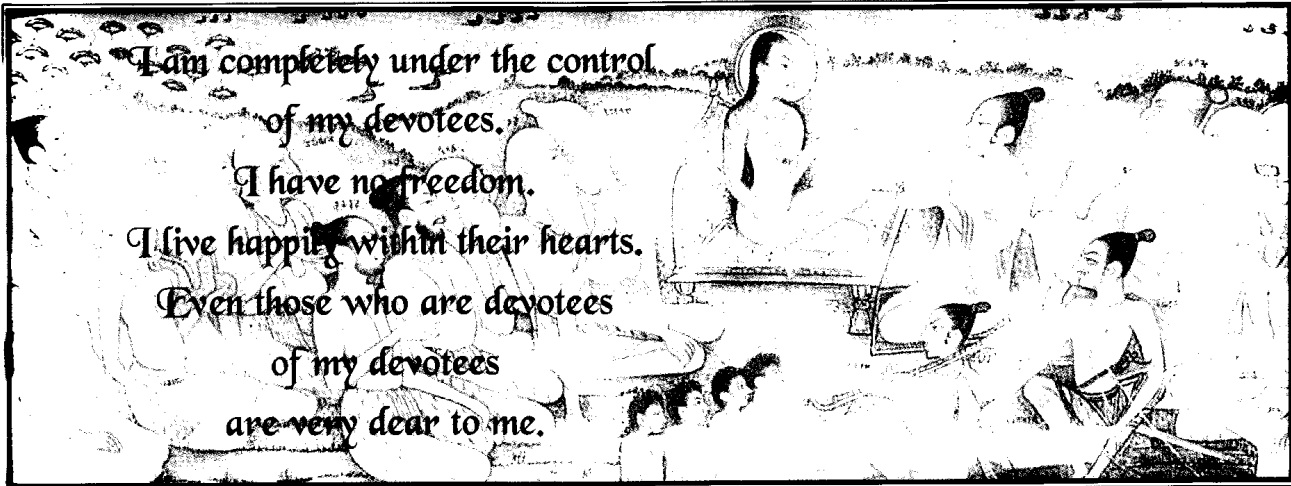 I am completely under the control
of my devotees.
I have no freedom.
I live happily within their hearts.
Even those who are devotees
of my devotees
are very dear to me.